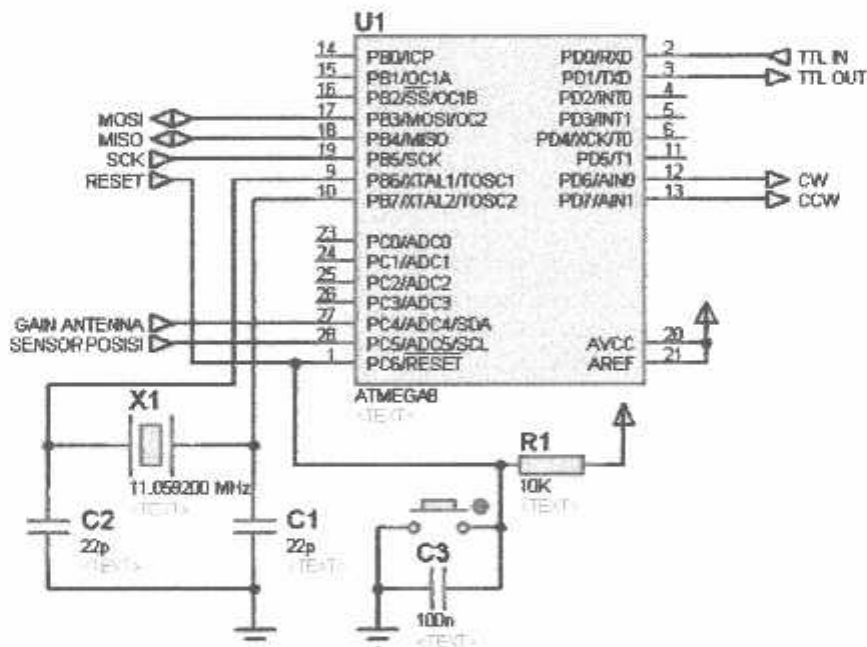 U1
14 PB0/ICP PD0/RXD 2 TTL IN
15 PB1/OC1A PD1/TXD 3 TTL OUT
16 PB2/SS/OC1B PD2/INT0 4
MOSI 17 PB3/MOSI/OC2 PD3/INT1 5
MISO 18 PB4/MISO PD4/XCK/T0 6
SCK 19 PB5/SCK PD5/T1 11
RESET 9 PB6/XTAL1/TOSC1 PD6/AIN0 12 CW
10 PB7/XTAL2/TOSC2 PD7/AIN1 13 CCW
23 PC0/ADC0
24 PC1/ADC1
25 PC2/ADC2
26 PC3/ADC3
GAIN ANTENNA 27 PC4/ADC4/SDA
SENSOR POSISI 28 PC5/ADC5/SCL AVCC 20
1 PC6/RESET AREF 21
ATMEGA8
<TEXT>
X1
11.059200 MHz
<TEXT>
R1
10K
<TEXT>
C2
22p
<TEXT>
C1
22p
<TEXT>
C3
100n
<TEXT>